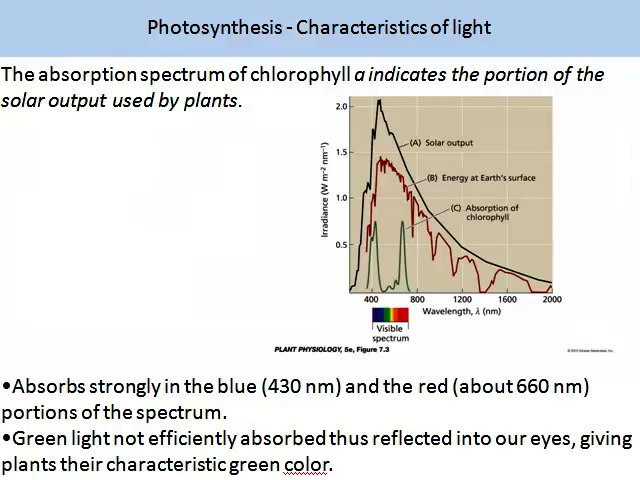 Photosynthesis - Characteristics of light
The absorption spectrum of chlorophyll a indicates the portion of the
solar output used by plants.
2.0
(A) Solar output
1.5
(B) Energy at Earth's surface
Irradiance (W m⁻² nm⁻¹)
1.0
(C) Absorption of
chlorophyll
0.5
400 800 1200 1600 2000
Wavelength, λ (nm)
Visible
spectrum
PLANT PHYSIOLOGY, 5e, Figure 7.3
© 2010 Sinauer Associates, Inc.
•Absorbs strongly in the blue (430 nm) and the red (about 660 nm)
portions of the spectrum.
•Green light not efficiently absorbed thus reflected into our eyes, giving
plants their characteristic green color.